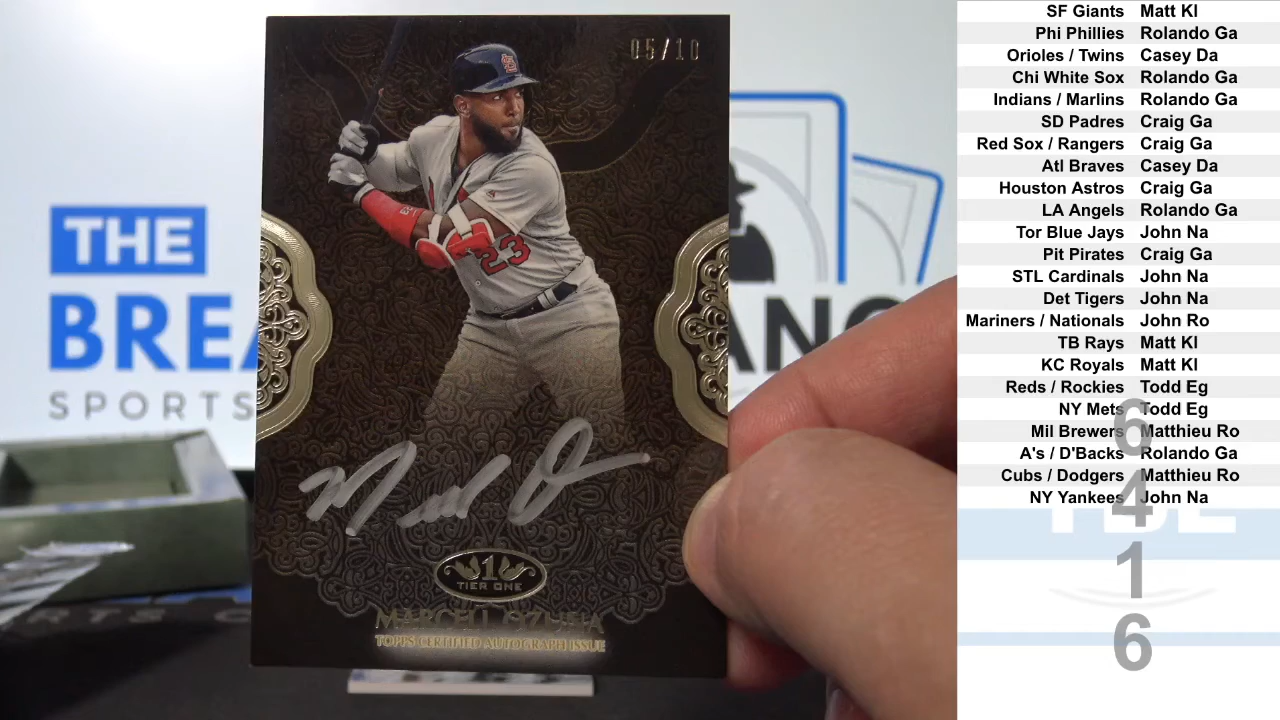 05/10
23
23
THE
BREA
SPORTS
ANC
1
TIER ONE
MARCELL OZUNA
TOPPS CERTIFIED AUTOGRAPH ISSUE
SF Giants Matt Kl
Phi Phillies Rolando Ga
Orioles / Twins Casey Da
Chi White Sox Rolando Ga
Indians / Marlins Rolando Ga
SD Padres Craig Ga
Red Sox / Rangers Craig Ga
Atl Braves Casey Da
Houston Astros Craig Ga
LA Angels Rolando Ga
Tor Blue Jays John Na
Pit Pirates Craig Ga
STL Cardinals John Na
Det Tigers John Na
Mariners / Nationals John Ro
TB Rays Matt Kl
KC Royals Matt Kl
Reds / Rockies Todd Eg
NY Mets Todd Eg
Mil Brewers Matthieu Ro
A's / D'Backs Rolando Ga
Cubs / Dodgers Matthieu Ro
NY Yankees John Na
6
4
1
6